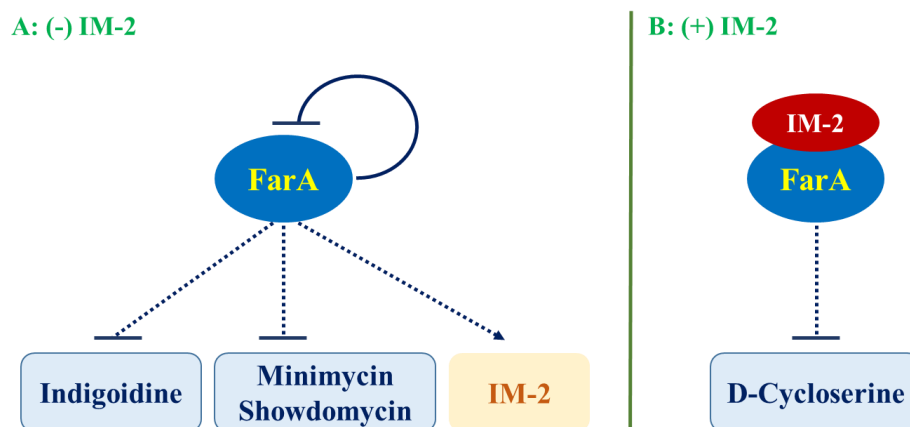 A: (-) IM-2
B: (+) IM-2
IM-2
FarA
FarA
Indigoidine
Minimycin
Showdomycin
IM-2
D-Cycloserine